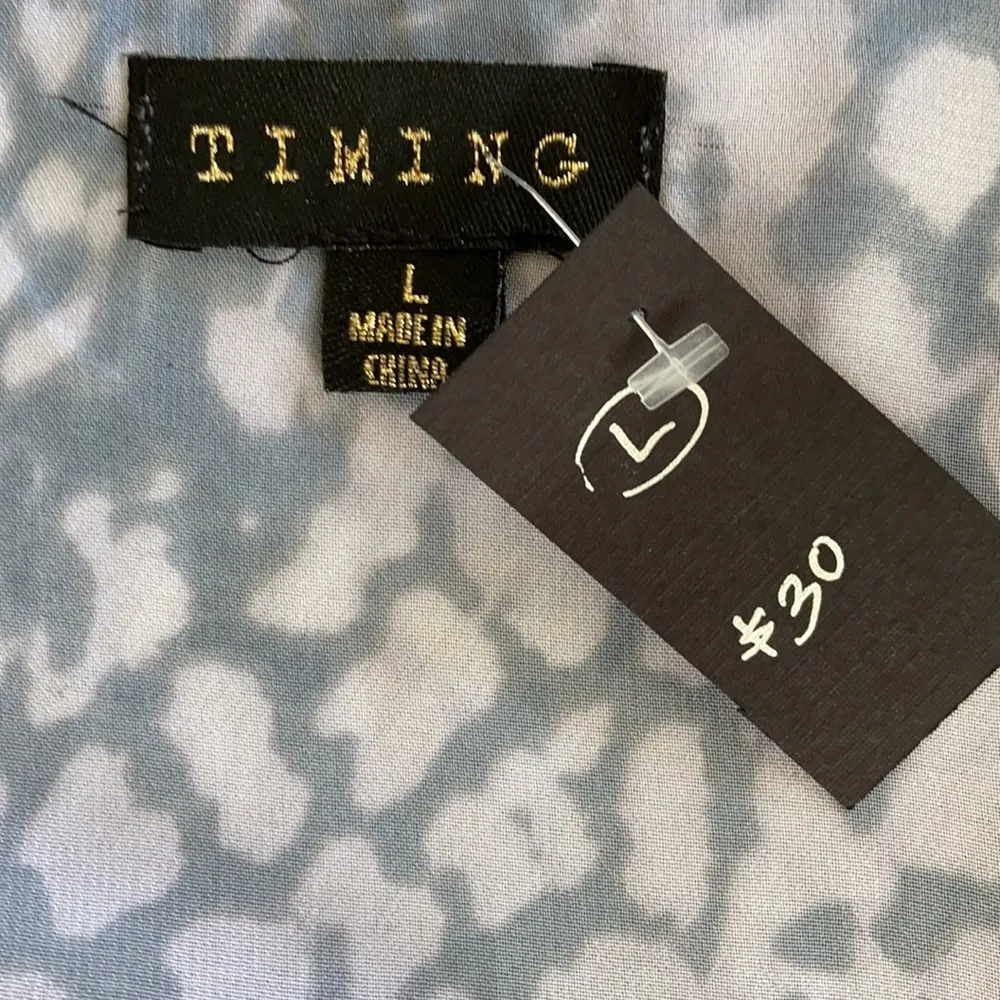 TIMING
L
MADE IN
CHINA
L
$30